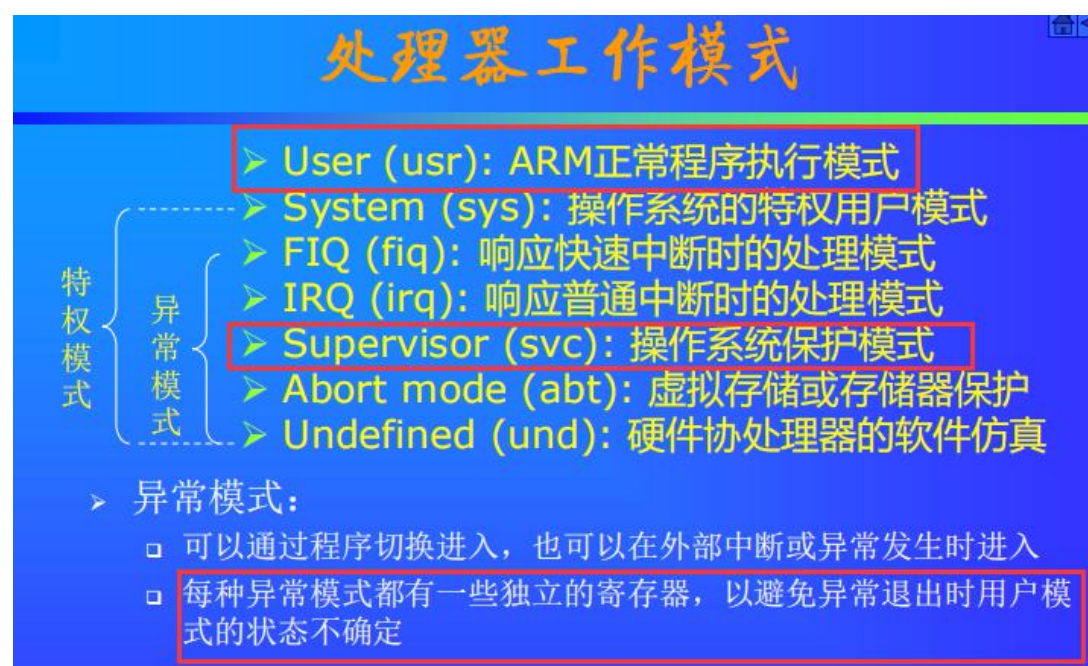 处理器工作模式
➢ User (usr): ARM正常程序执行模式
➢ System (sys): 操作系统的特权用户模式
➢ FIQ (fiq): 响应快速中断时的处理模式
➢ IRQ (irq): 响应普通中断时的处理模式
➢ Supervisor (svc): 操作系统保护模式
➢ Abort mode (abt): 虚拟存储或存储器保护
➢ Undefined (und): 硬件协处理器的软件仿真
特权模式
异常模式
➢ 异常模式：
❑ 可以通过程序切换进入，也可以在外部中断或异常发生时进入
❑ 每种异常模式都有一些独立的寄存器，以避免异常退出时用户模
式的状态不确定